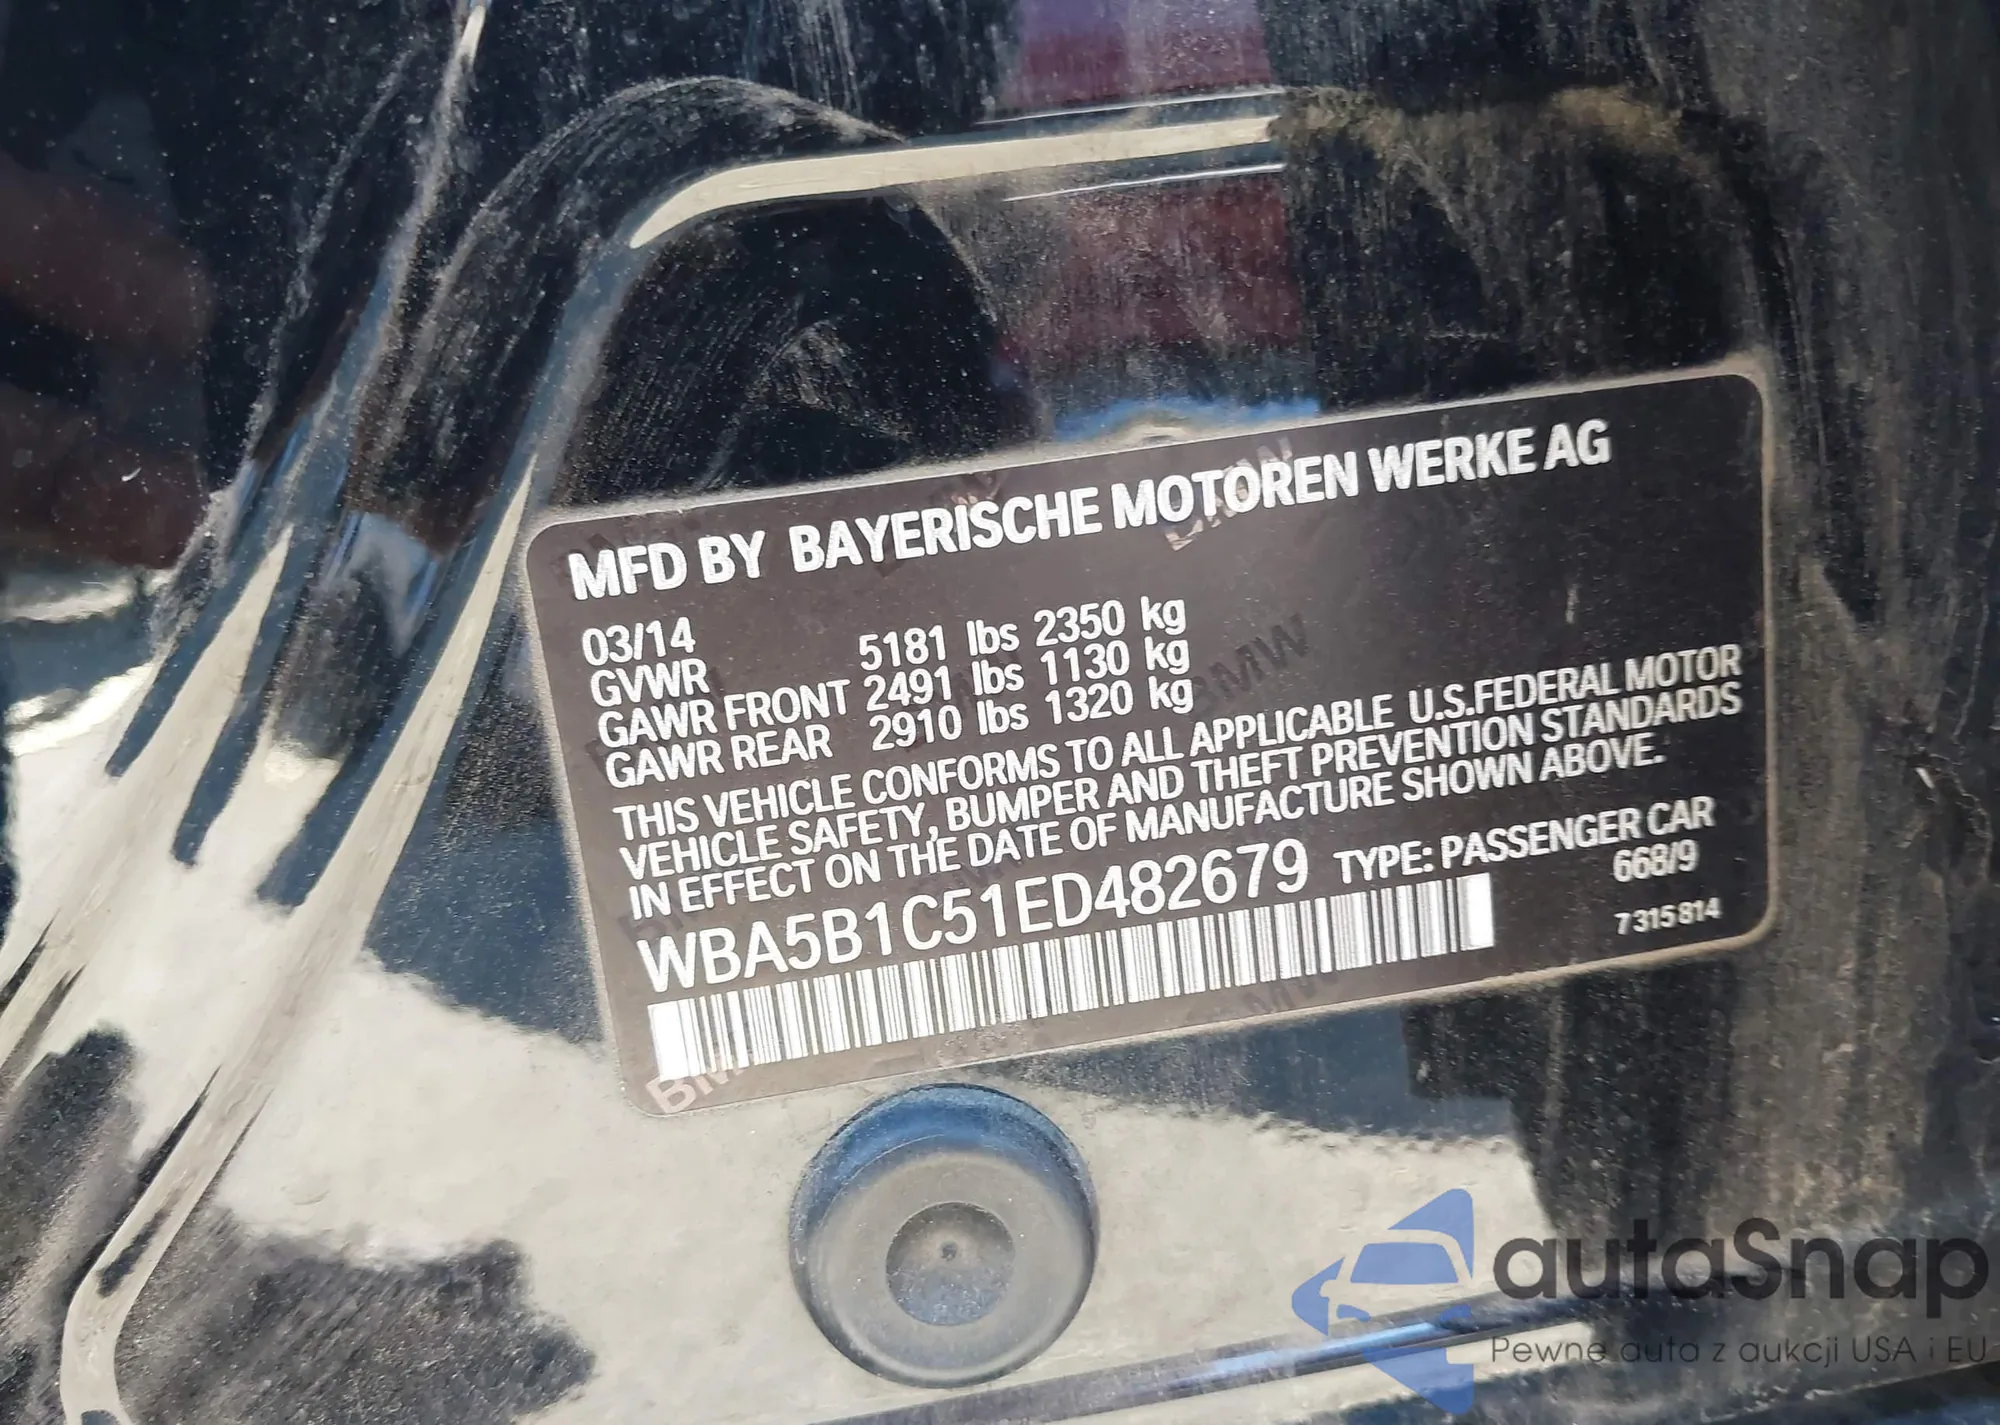 MFD BY BAYERISCHE MOTOREN WERKE AG
03/14
GVWR 5181 lbs 2350 kg
GAWR FRONT 2491 lbs 1130 kg
GAWR REAR 2910 lbs 1320 kg
THIS VEHICLE CONFORMS TO ALL APPLICABLE U.S.FEDERAL MOTOR
VEHICLE SAFETY, BUMPER AND THEFT PREVENTION STANDARDS
IN EFFECT ON THE DATE OF MANUFACTURE SHOWN ABOVE.
WBA5B1C51ED482679 TYPE: PASSENGER CAR
668/9
7315814
autaSnap
Pewne auta z aukcji USA i EU